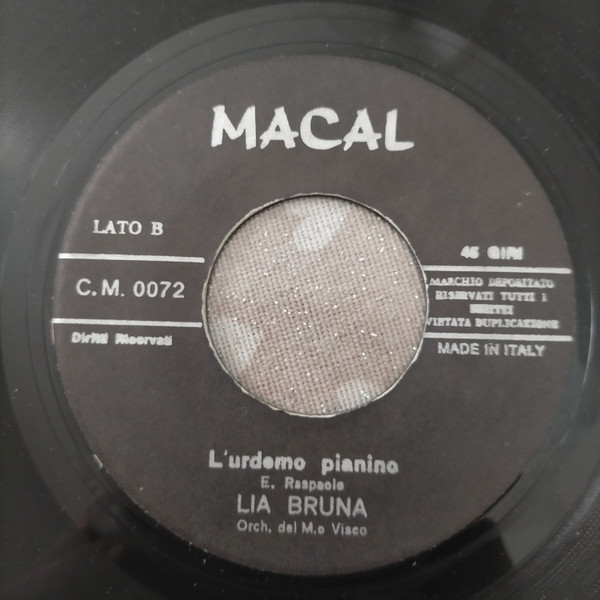 MACAL
LATO B
C.M. 0072
Diritti Riservati
45 GIRI
MARCHIO DEPOSITATO
RISERVATI TUTTI I
DIRITTI
VIETATA DUPLICAZIONE
MADE IN ITALY
L'urdemo pianino
E. Raspaolo
LIA BRUNA
Orch. del M.o Visco